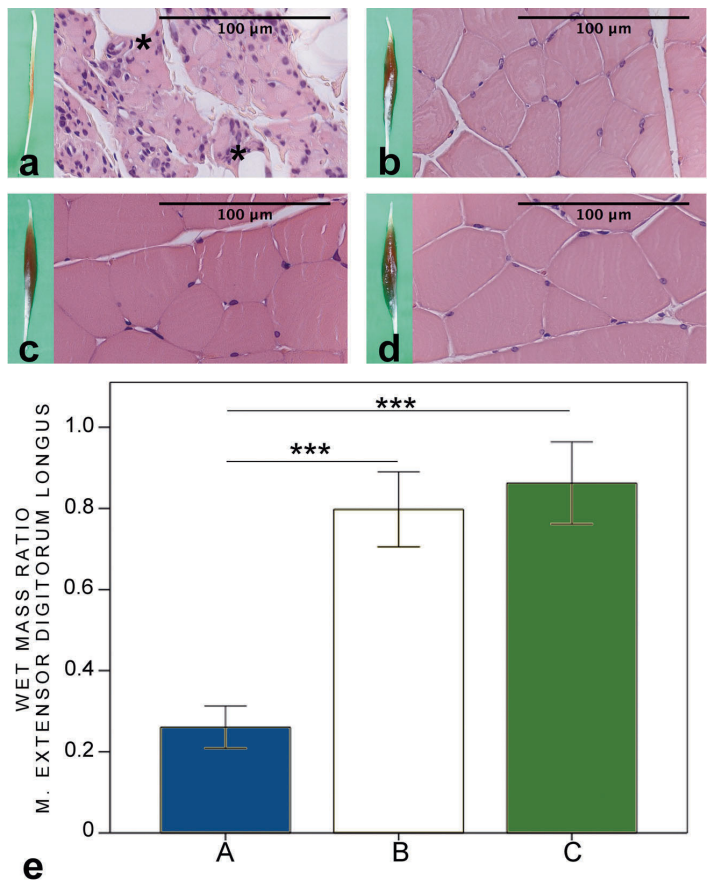 100 µm
*
*
a
100 µm
b
100 µm
c
100 µm
d
WET MASS RATIO
M. EXTENSOR DIGITORUM LONGUS
1.0
0.8
0.6
0.4
0.2
0
***
***
A B C
e